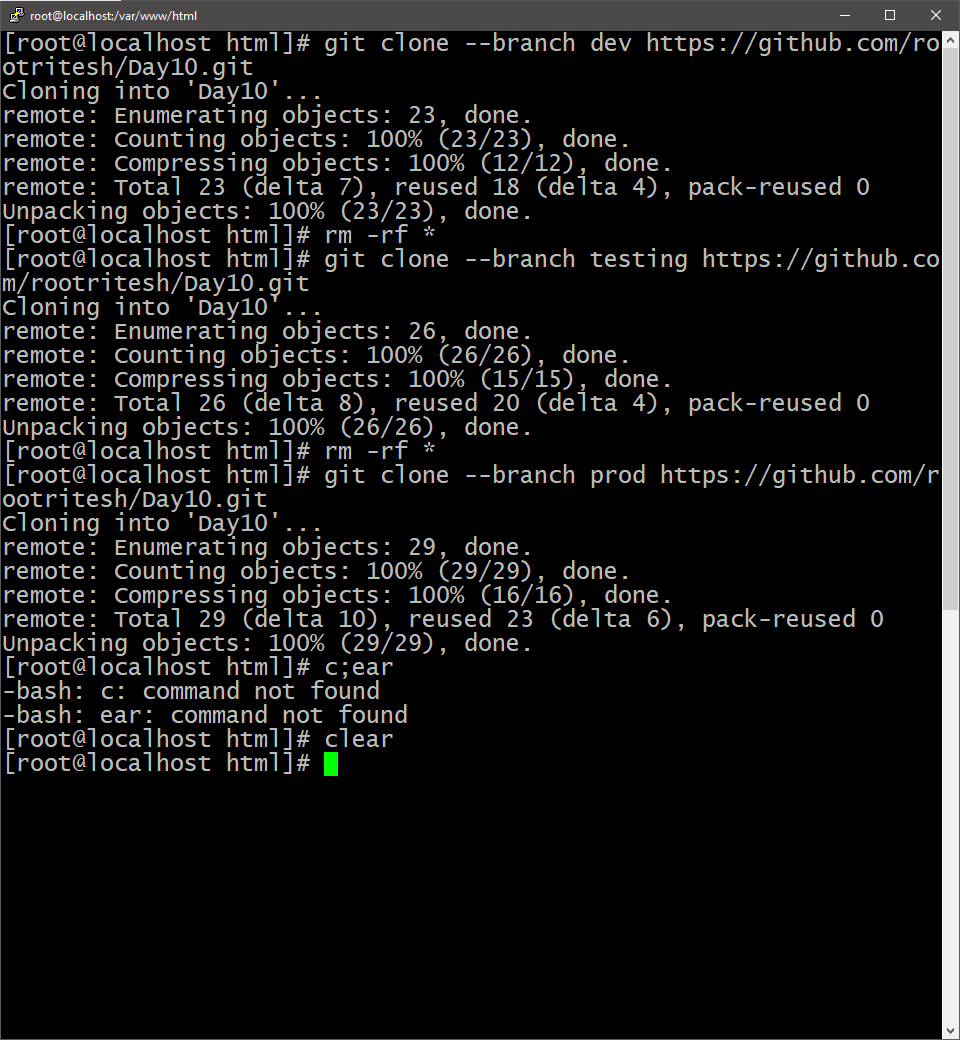 root@localhost:/var/www/html
[root@localhost html]# git clone --branch dev https://github.com/ro
otritesh/Day10.git
Cloning into 'Day10'...
remote: Enumerating objects: 23, done.
remote: Counting objects: 100% (23/23), done.
remote: Compressing objects: 100% (12/12), done.
remote: Total 23 (delta 7), reused 18 (delta 4), pack-reused 0
Unpacking objects: 100% (23/23), done.
[root@localhost html]# rm -rf *
[root@localhost html]# git clone --branch testing https://github.co
m/rootritesh/Day10.git
Cloning into 'Day10'...
remote: Enumerating objects: 26, done.
remote: Counting objects: 100% (26/26), done.
remote: Compressing objects: 100% (15/15), done.
remote: Total 26 (delta 8), reused 20 (delta 4), pack-reused 0
Unpacking objects: 100% (26/26), done.
[root@localhost html]# rm -rf *
[root@localhost html]# git clone --branch prod https://github.com/r
ootritesh/Day10.git
Cloning into 'Day10'...
remote: Enumerating objects: 29, done.
remote: Counting objects: 100% (29/29), done.
remote: Compressing objects: 100% (16/16), done.
remote: Total 29 (delta 10), reused 23 (delta 6), pack-reused 0
Unpacking objects: 100% (29/29), done.
[root@localhost html]# c;ear
-bash: c: command not found
-bash: ear: command not found
[root@localhost html]# clear
[root@localhost html]#